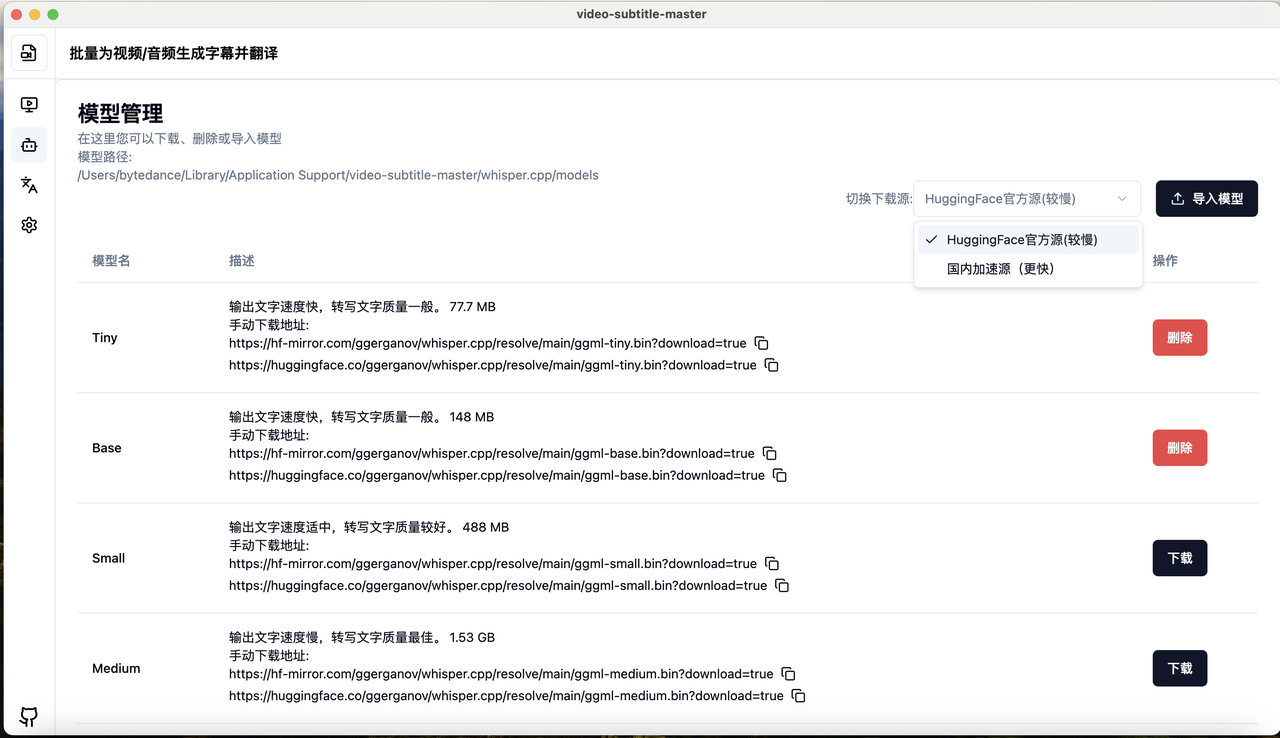 video-subtitle-master
批量为视频/音频生成字幕并翻译
模型管理
在这里您可以下载、删除或导入模型
模型路径:
/Users/bytedance/Library/Application Support/video-subtitle-master/whisper.cpp/models
切换下载源:
HuggingFace官方源(较慢)
导入模型
HuggingFace官方源(较慢)
国内加速源（更快）
模型名
描述
操作
输出文字速度快，转写文字质量一般。 77.7 MB
手动下载地址:
Tiny
https://hf-mirror.com/ggerganov/whisper.cpp/resolve/main/ggml-tiny.bin?download=true
https://huggingface.co/ggerganov/whisper.cpp/resolve/main/ggml-tiny.bin?download=true
删除
输出文字速度快，转写文字质量一般。 148 MB
手动下载地址:
Base
https://hf-mirror.com/ggerganov/whisper.cpp/resolve/main/ggml-base.bin?download=true
https://huggingface.co/ggerganov/whisper.cpp/resolve/main/ggml-base.bin?download=true
删除
输出文字速度适中，转写文字质量较好。 488 MB
手动下载地址:
Small
https://hf-mirror.com/ggerganov/whisper.cpp/resolve/main/ggml-small.bin?download=true
https://huggingface.co/ggerganov/whisper.cpp/resolve/main/ggml-small.bin?download=true
下载
输出文字速度慢，转写文字质量最佳。 1.53 GB
手动下载地址:
Medium
https://hf-mirror.com/ggerganov/whisper.cpp/resolve/main/ggml-medium.bin?download=true
https://huggingface.co/ggerganov/whisper.cpp/resolve/main/ggml-medium.bin?download=true
下载